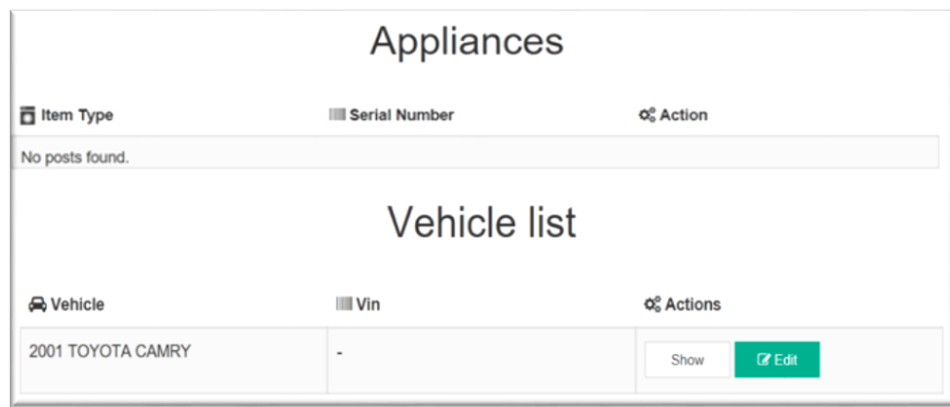 Appliances
Item Type Serial Number Action
No posts found.
Vehicle list
Vehicle Vin Actions
2001 TOYOTA CAMRY - Show Edit